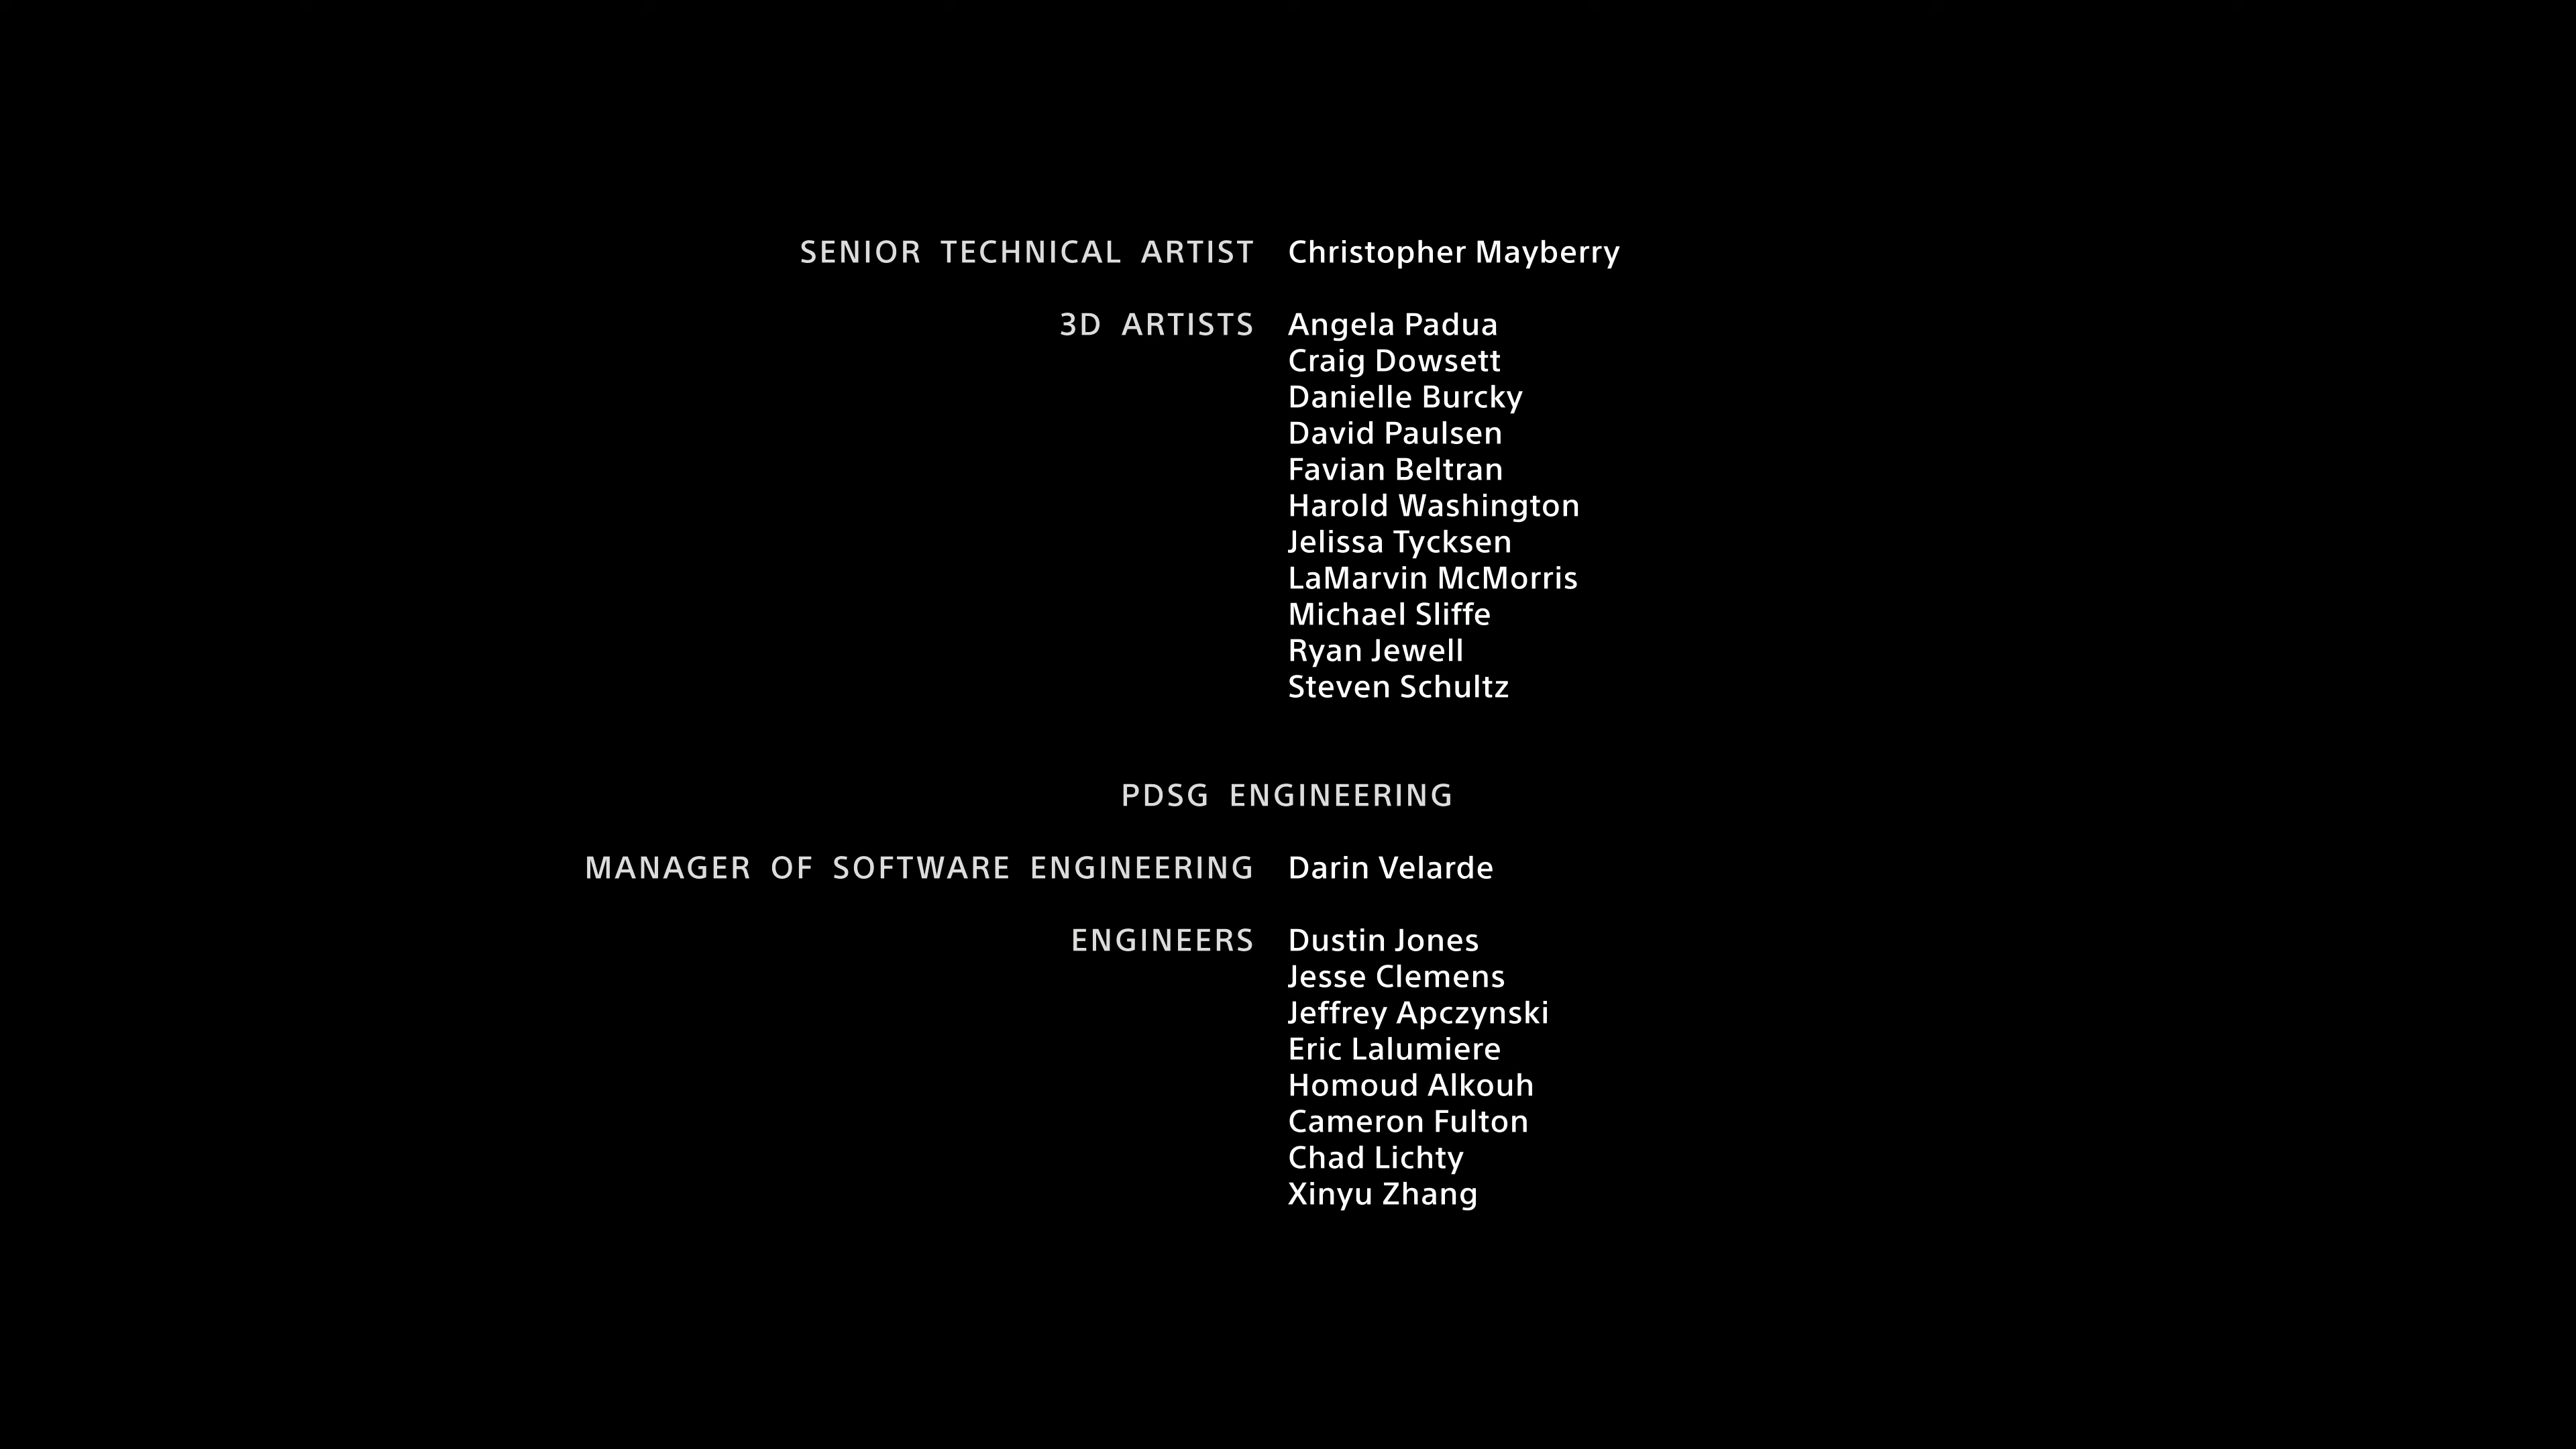 SENIOR TECHNICAL ARTIST Christopher Mayberry
3D ARTISTS Angela Padua
Craig Dowsett
Danielle Burcky
David Paulsen
Favian Beltran
Harold Washington
Jelissa Tycksen
LaMarvin McMorris
Michael Sliffe
Ryan Jewell
Steven Schultz
PDSG ENGINEERING
MANAGER OF SOFTWARE ENGINEERING Darin Velarde
ENGINEERS Dustin Jones
Jesse Clemens
Jeffrey Apczynski
Eric Lalumiere
Homoud Alkouh
Cameron Fulton
Chad Lichty
Xinyu Zhang